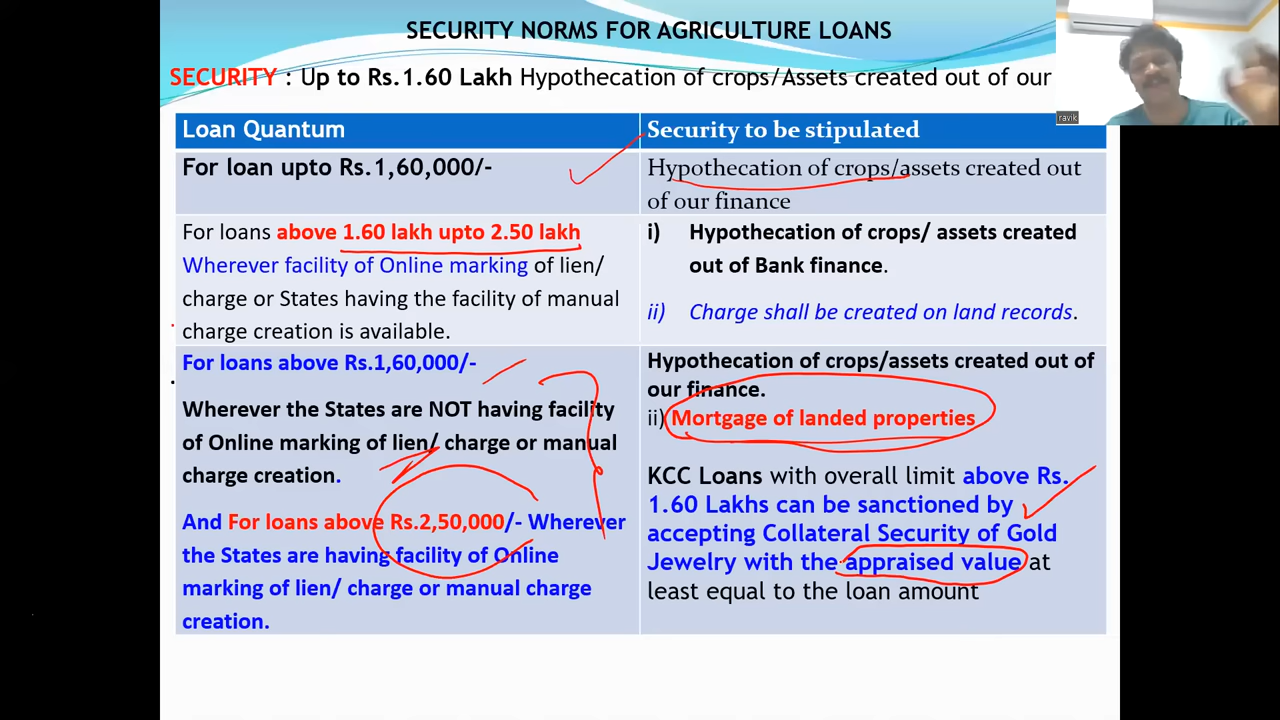 SECURITY NORMS FOR AGRICULTURE LOANS
SECURITY : Up to Rs.1.60 Lakh Hypothecation of crops/Assets created out of our
ravik
Loan Quantum
Security to be stipulated
For loan upto Rs.1,60,000/-
Hypothecation of crops/assets created out
of our finance
For loans above 1.60 lakh upto 2.50 lakh
Wherever facility of Online marking of lien/
charge or States having the facility of manual
charge creation is available.
i) Hypothecation of crops/ assets created
out of Bank finance.
ii) Charge shall be created on land records.
For loans above Rs.1,60,000/-
Wherever the States are NOT having facility
of Online marking of lien/ charge or manual
charge creation.
And For loans above Rs.2,50,000/- Wherever
the States are having facility of Online
marking of lien/ charge or manual charge
creation.
Hypothecation of crops/assets created out of
our finance.
ii) Mortgage of landed properties
KCC Loans with overall limit above Rs.
1.60 Lakhs can be sanctioned by
accepting Collateral Security of Gold
Jewelry with the appraised value at
least equal to the loan amount